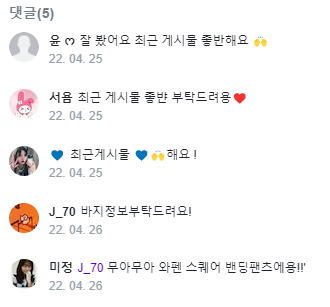 댓글(5)
윤 ෆ 잘 봤어요 최근 게시물 좋반해요 🙌
22. 04. 25
서욤 최근 게시물 좋뱐 부탁드려용❤️
22. 04. 25
💙 최근게시물 💙🙌해요 !
22. 04. 25
J_70 바지정보부탁드려요!
22. 04. 26
미정 J_70 무아무아 와펜 스퀘어 밴딩팬츠에용!!'
22. 04. 26